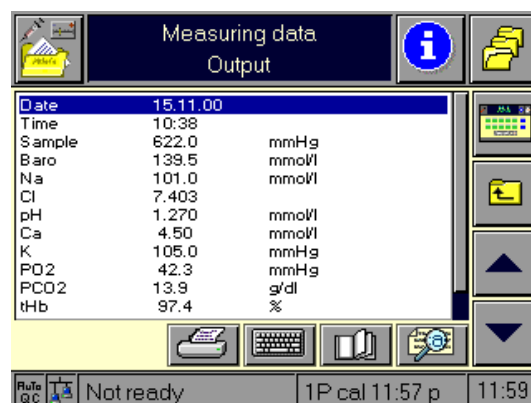 Measuring data
Output
Date 15.11.00
Time 10:38
Sample 622.0 mmHg
Baro 139.5 mmol/l
Na 101.0 mmol/l
Cl 7.403
pH 1.270 mmol/l
Ca 4.50 mmol/l
K 105.0 mmHg
PO2 42.3 mmHg
PCO2 13.9 g/dl
tHb 97.4 %
Auto QC Not ready 1P cal 11:57 p 11:59